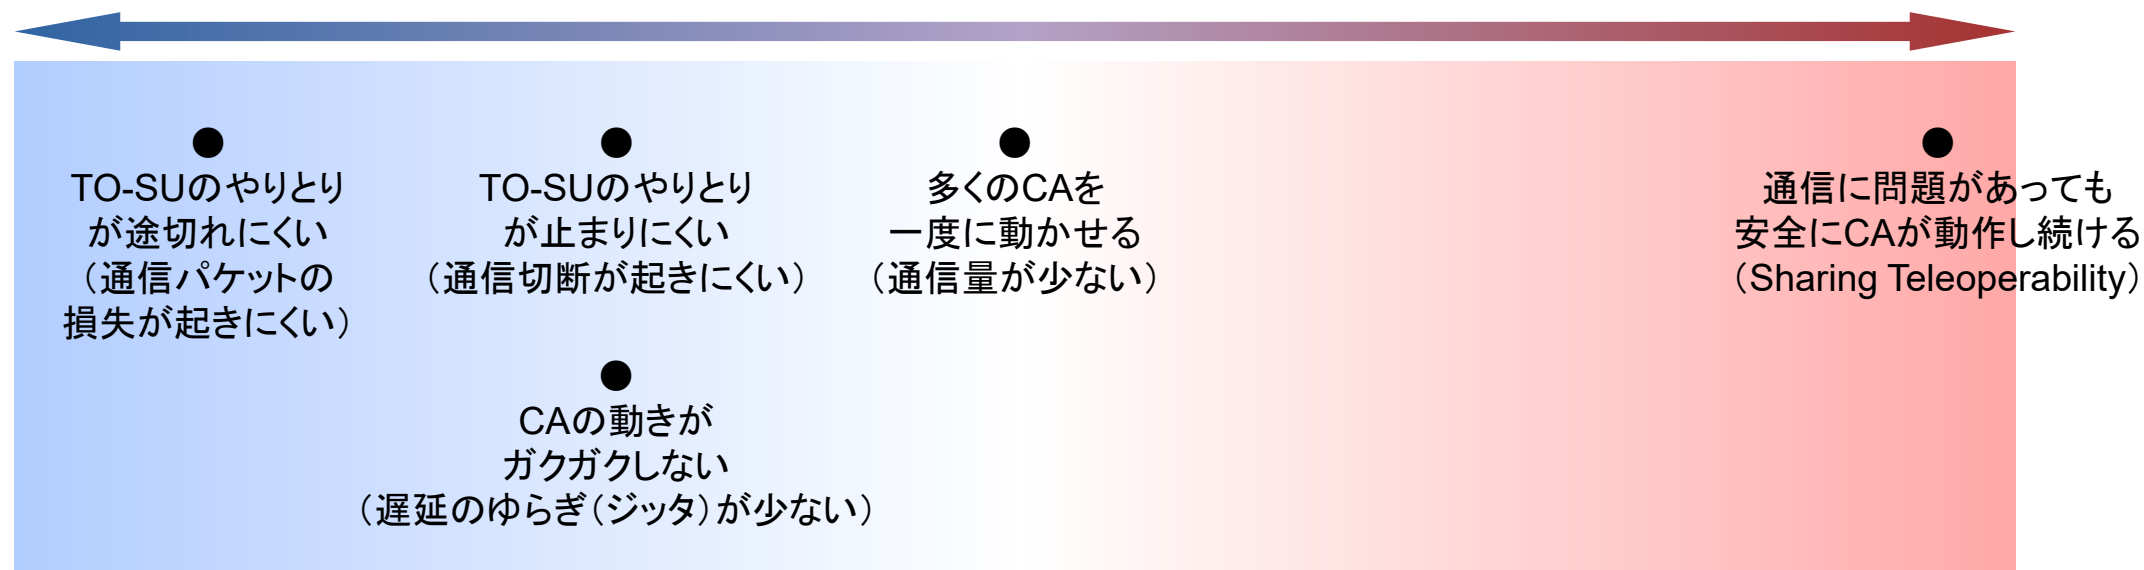 ●
TO-SUのやりとり
が途切れにくい
（通信パケットの
損失が起きにくい）
●
TO-SUのやりとり
が止まりにくい
（通信切断が起きにくい）
●
CAの動きが
ガクガクしない
（遅延のゆらぎ（ジッタ）が少ない）
●
多くのCAを
一度に動かせる
（通信量が少ない）
●
通信に問題があっても
安全にCAが動作し続ける
（Sharing Teleoperability）